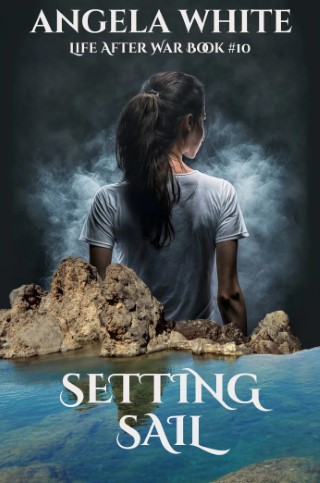 ANGELA WHITE
LIFE AFTER WAR BOOK #10
SETTING
SAIL